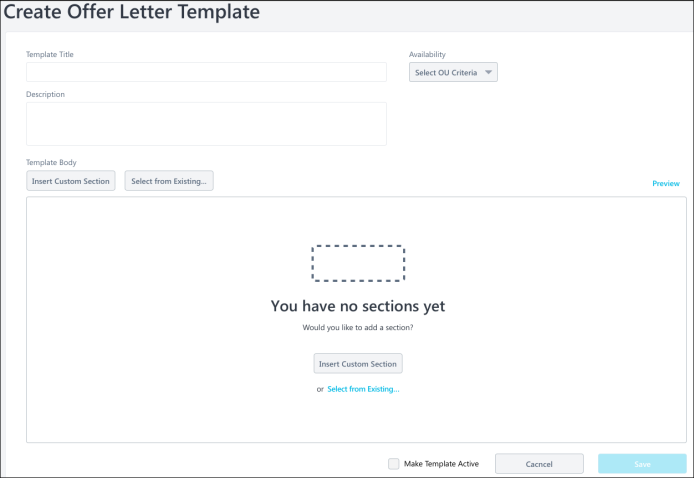 Create Offer Letter Template
Template Title
Availability
Select OU Criteria
Description
Template Body
Insert Custom Section
Select from Existing...
Preview
You have no sections yet
Would you like to add a section?
Insert Custom Section
or Select from Existing...
Make Template Active
Cacncel
Save